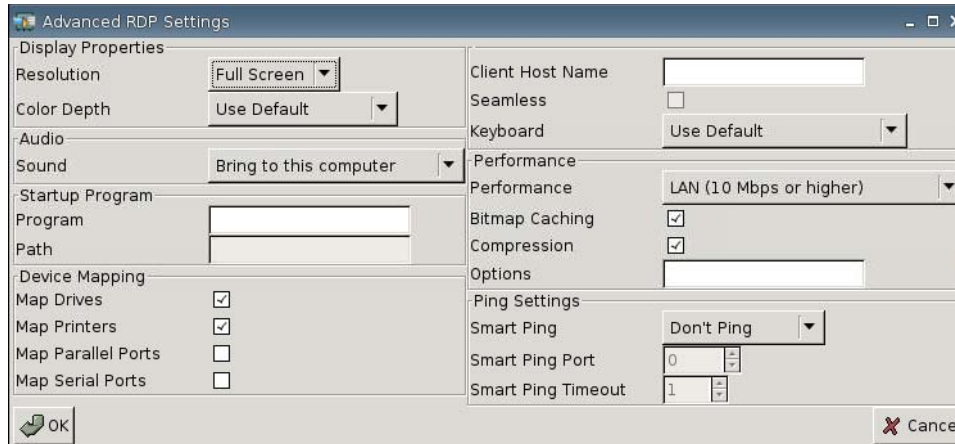 Advanced RDP Settings
Display Properties
Resolution Full Screen
Color Depth Use Default
Audio
Sound Bring to this computer
Startup Program
Program
Path
Device Mapping
Map Drives
Map Printers
Map Parallel Ports
Map Serial Ports
Client Host Name
Seamless
Keyboard Use Default
Performance
Performance LAN (10 Mbps or higher)
Bitmap Caching
Compression
Options
Ping Settings
Smart Ping Don't Ping
Smart Ping Port 0
Smart Ping Timeout 1
OK
Cance